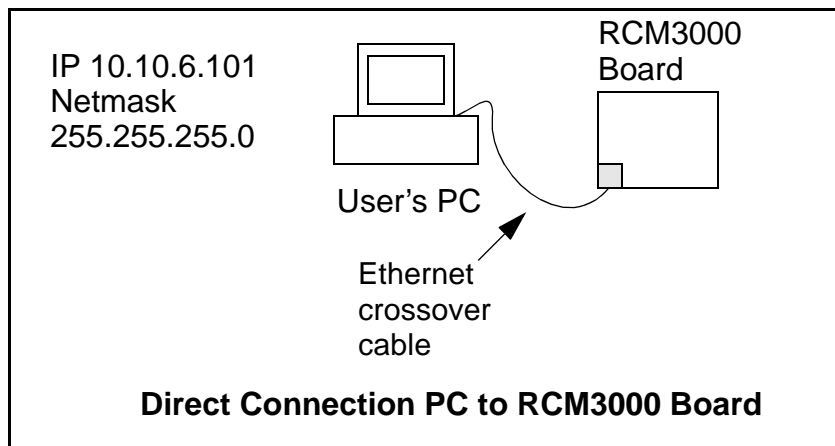 IP 10.10.6.101
Netmask
255.255.255.0
RCM3000
Board
User’s PC
Ethernet
crossover
cable
Direct Connection PC to RCM3000 Board